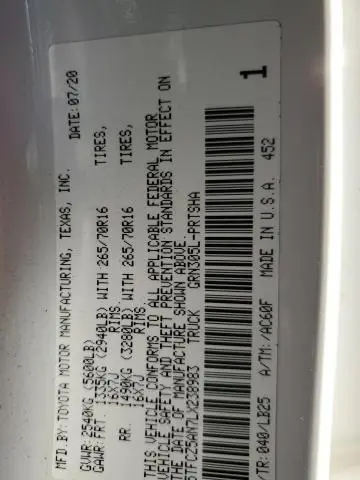 MFD.BY:TOYOTA MOTOR MANUFACTURING, TEXAS, INC. DATE:07/20
GVWR:2540KG(5600LB)
GAWR:FRT. 1335KG (2940LB) WITH 265/70R16 TIRES,
16X7J RIMS.
RR. 1490KG (3280LB) WITH 265/70R16 TIRES,
16X7J RIMS.
THIS VEHICLE CONFORMS TO ALL APPLICABLE FEDERAL MOTOR
VEHICLE SAFETY AND THEFT PREVENTION STANDARDS IN EFFECT ON
DATE OF MANUFACTURE SHOWN ABOVE.
5TFCZ5AN7LX239983 TRUCK GRN305L-PRTSHA
/TR:040/LB25 A/TM:/AC60F MADE IN U.S.A. 452
1